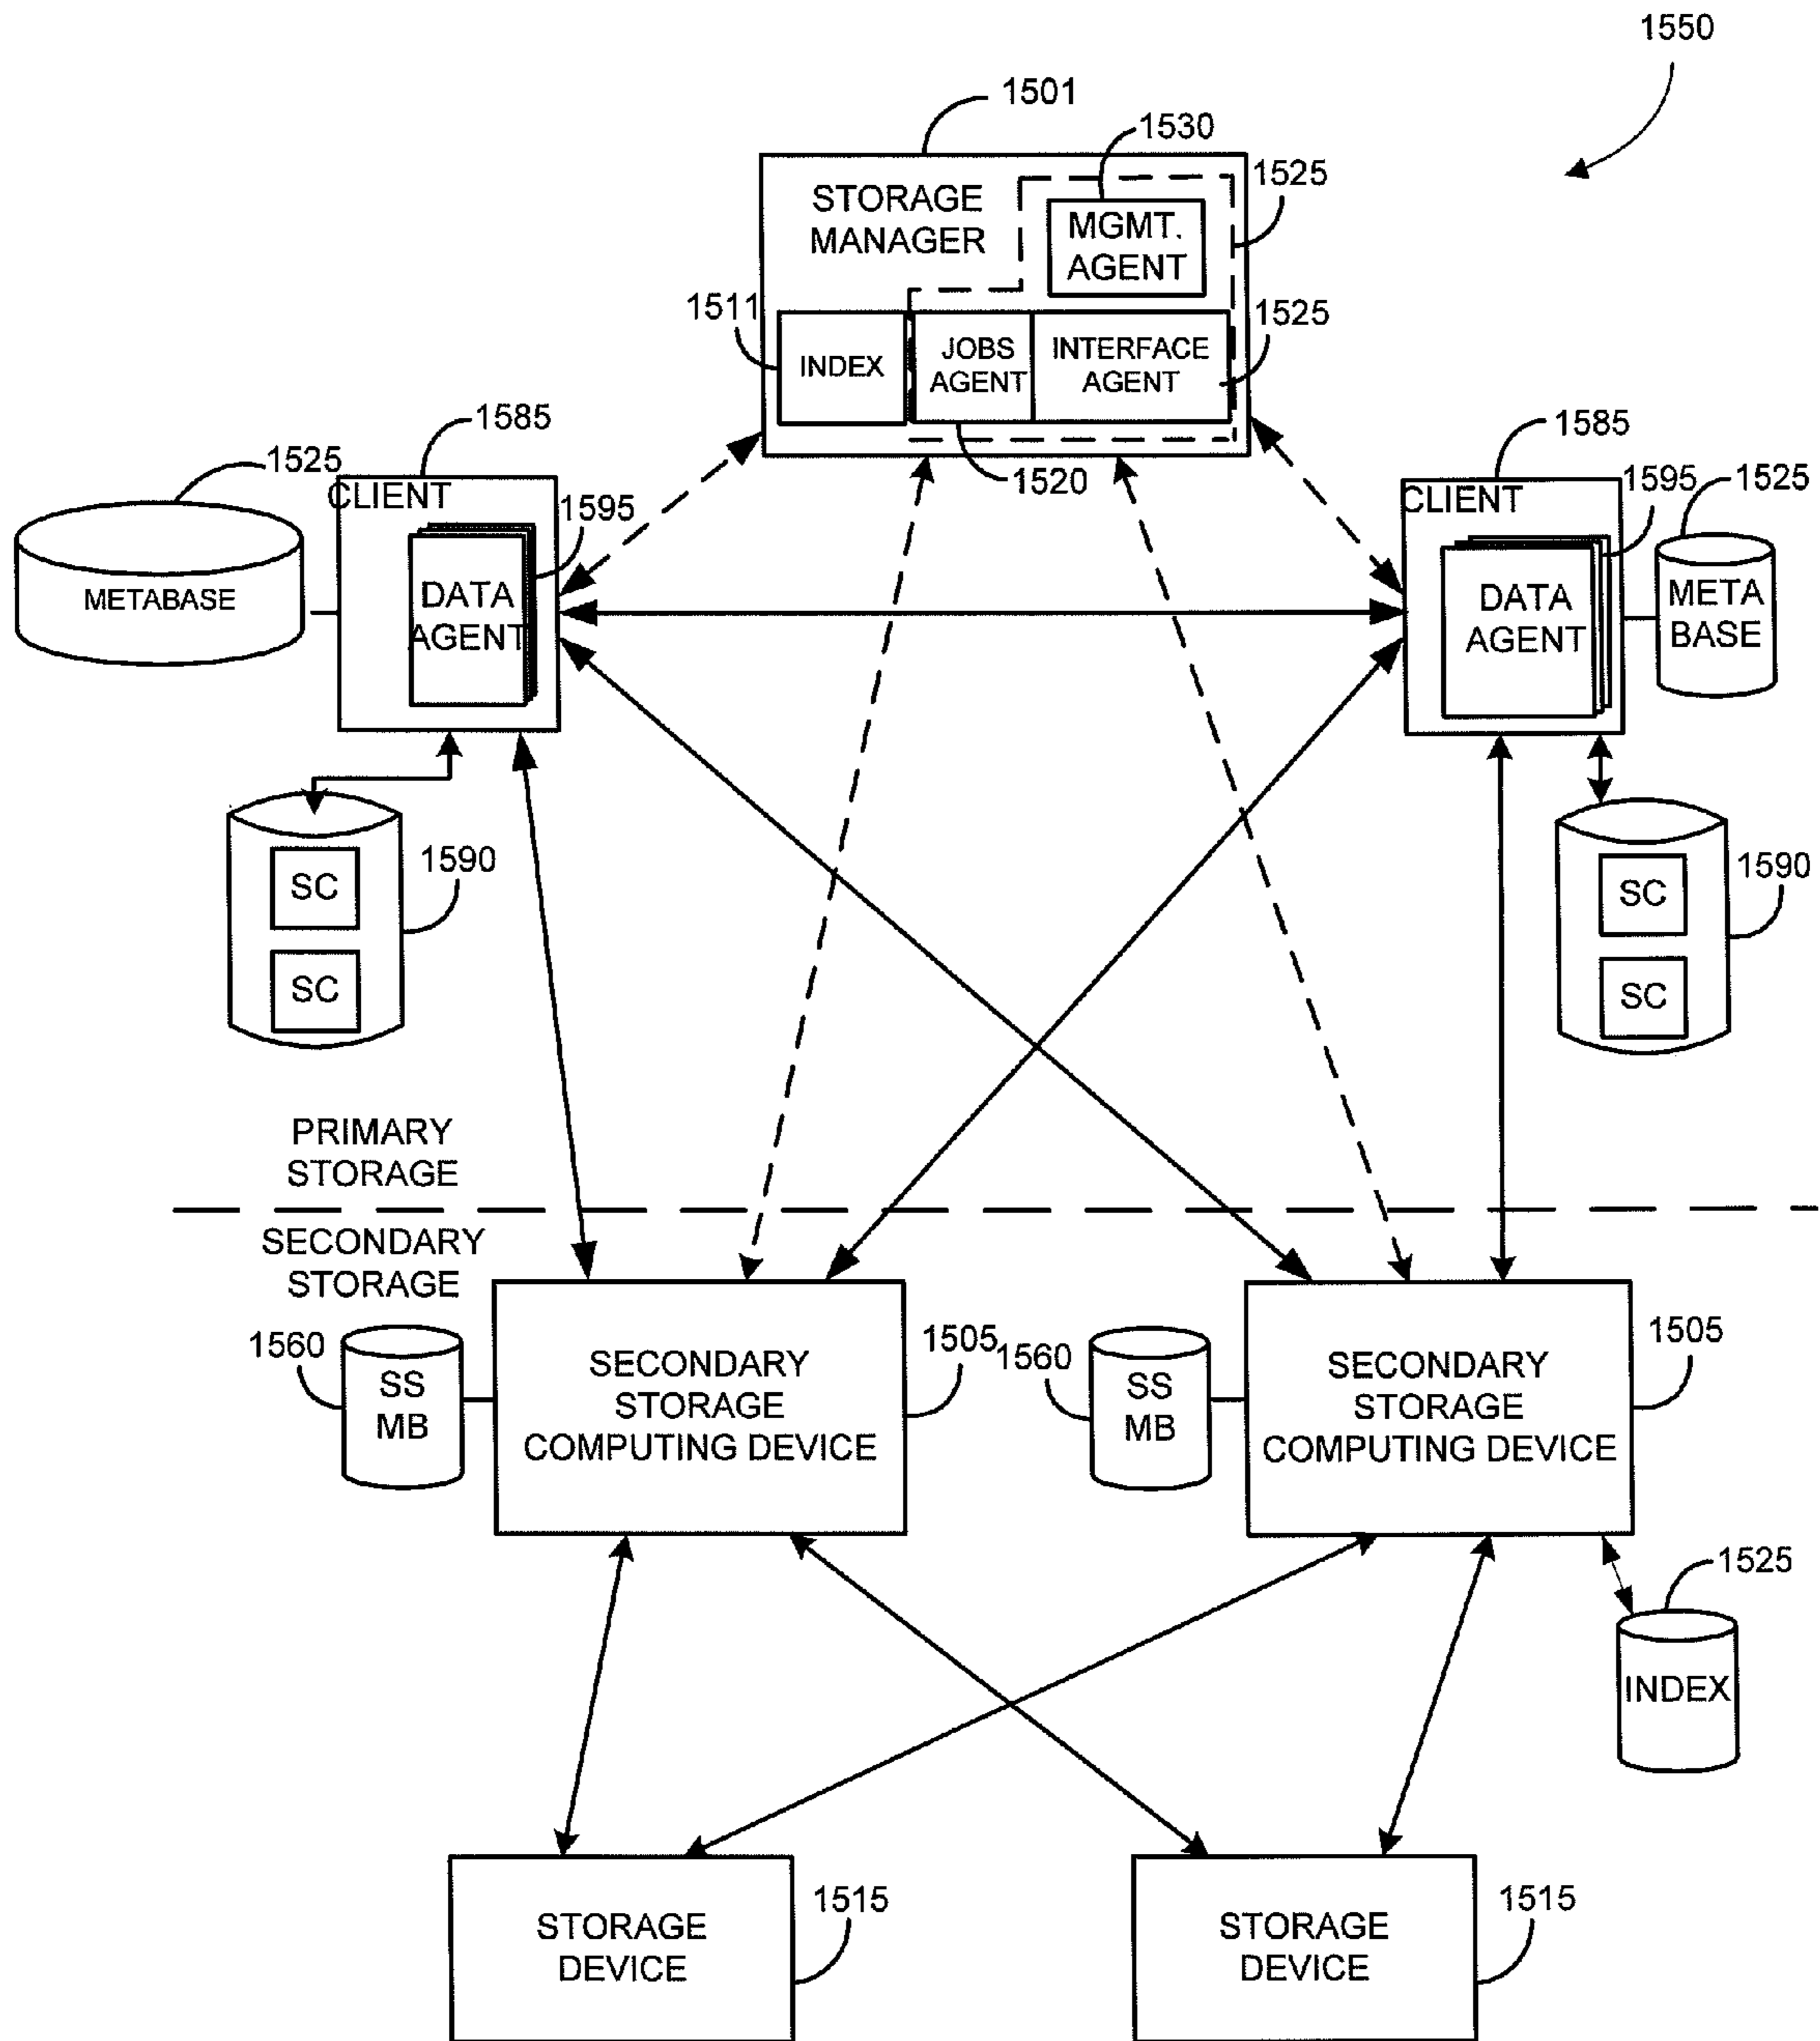 1550
1501
1530
STORAGE
MANAGER
1525
MGMT.
AGENT
1511
1525
INDEX
JOBS
AGENT
INTERFACE
AGENT
1520
1585
1525
CLIENT
1595
METABASE
DATA
AGENT
1585
CLIENT
1595
1525
DATA
AGENT
META
BASE
SC
SC
1590
SC
SC
1590
PRIMARY
STORAGE
SECONDARY
STORAGE
1560
SS
MB
SECONDARY
STORAGE
COMPUTING DEVICE
1505
1560
SS
MB
SECONDARY
STORAGE
COMPUTING DEVICE
1505
1525
INDEX
STORAGE
DEVICE
1515
STORAGE
DEVICE
1515